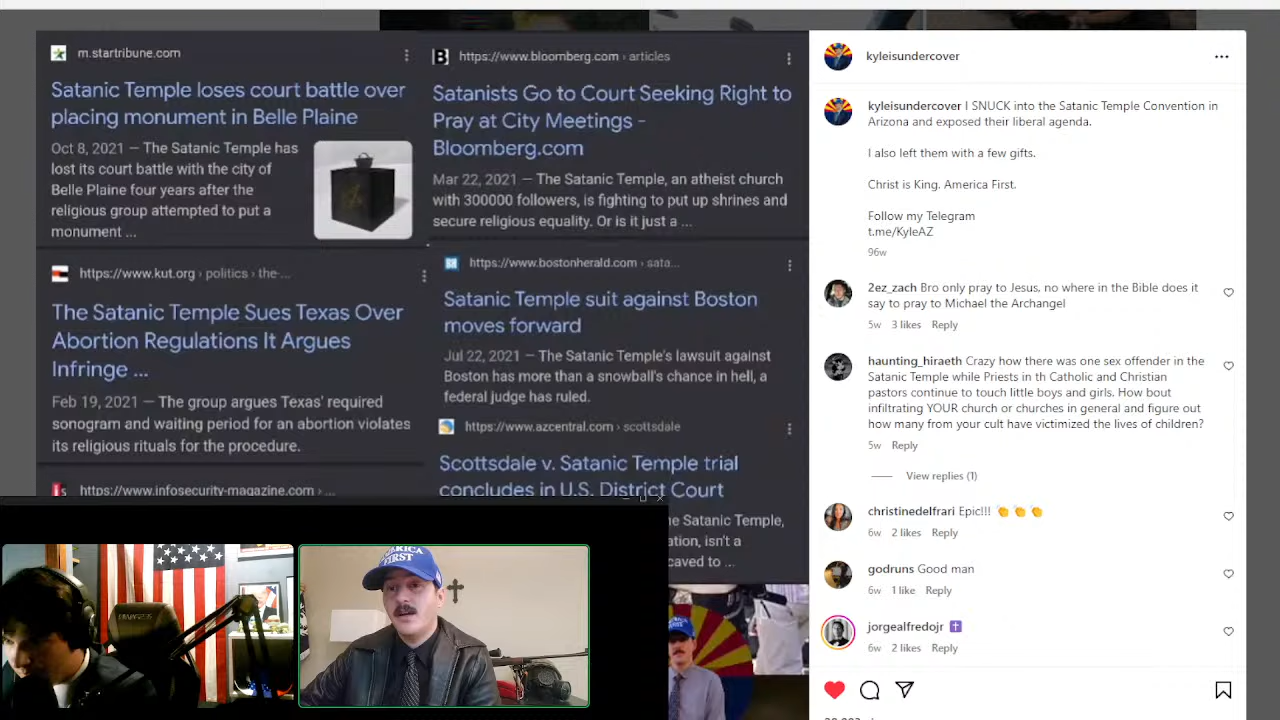 m.startribune.com
Satanic Temple loses court battle over
placing monument in Belle Plaine
Oct 8, 2021 — The Satanic Temple has
lost its court battle with the city of
Belle Plaine four years after the
religious group attempted to put a
monument ...
https://www.kut.org › politics › the-...
The Satanic Temple Sues Texas Over
Abortion Regulations It Argues
Infringe ...
Feb 19, 2021 — The group argues Texas' required
sonogram and waiting period for an abortion violates
its religious rituals for the procedure.
https://www.infosecurity-magazine.com › ...
https://www.bloomberg.com › articles
Satanists Go to Court Seeking Right to
Pray at City Meetings -
Bloomberg.com
Mar 22, 2021 — The Satanic Temple, an atheist church
with 300000 followers, is fighting to put up shrines and
secure religious equality. Or is it just a ...
https://www.bostonherald.com › sata...
Satanic Temple suit against Boston
moves forward
Jul 22, 2021 — The Satanic Temple's lawsuit against
Boston has more than a snowball's chance in hell, a
federal judge has ruled.
https://www.azcentral.com › scottsdale
Scottsdale v. Satanic Temple trial
concludes in U.S. District Court
Satanic Temple,
ation, isn't a
caved to ...
FIRST
kyleisundercover
kyleisundercover I SNUCK into the Satanic Temple Convention in
Arizona and exposed their liberal agenda.
I also left them with a few gifts.
Christ is King. America First.
Follow my Telegram
t.me/KyleAZ
96w
2ez_zach Bro only pray to Jesus, no where in the Bible does it
say to pray to Michael the Archangel
5w 3 likes Reply
haunting_hiraeth Crazy how there was one sex offender in the
Satanic Temple while Priests in th Catholic and Christian
pastors continue to touch little boys and girls. How bout
infiltrating YOUR church or churches in general and figure out
how many from your cult have victimized the lives of children?
5w Reply
View replies (1)
christinedelfrari Epic!!! 👏 👏 👏
6w 2 likes Reply
godruns Good man
6w 1 like Reply
jorgealfredojr ✝️
6w 2 likes Reply